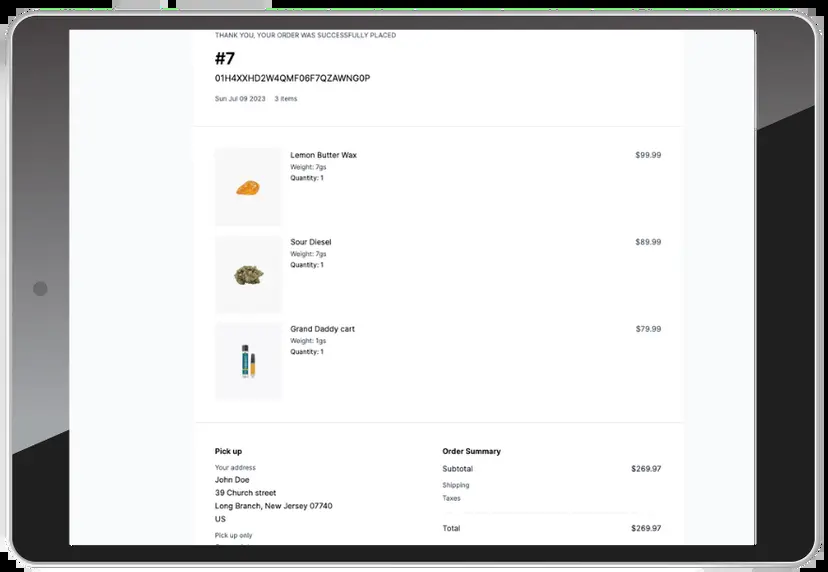 THANK YOU, YOUR ORDER WAS SUCCESSFULLY PLACED
#7
01H4XXHD2W4QMF06F7QZAWNG0P
Sun Jul 09 2023 3 items
Lemon Butter Wax $99.99
Weight: 7gs
Quantity: 1
Sour Diesel $89.99
Weight: 7gs
Quantity: 1
Grand Daddy cart $79.99
Weight: 1gs
Quantity: 1
Pick up
Your address
John Doe
39 Church street
Long Branch, New Jersey 07740
US
Pick up only
Order Summary
Subtotal $269.97
Shipping
Taxes
Total $269.97